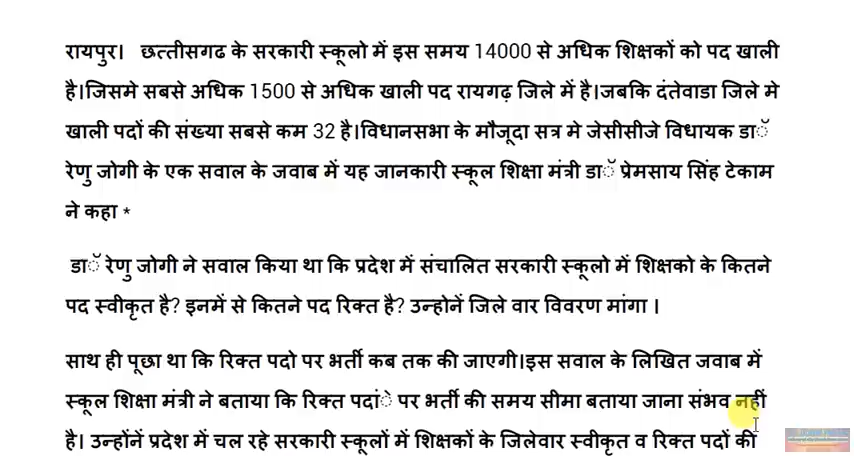 रायपुर।   छत्तीसगढ के सरकारी स्कूलो में इस समय 14000 से अधिक शिक्षकों को पद खाली
है।जिसमे सबसे अधिक 1500 से अधिक खाली पद रायगढ़ जिले में है।जबकि दंतेवाडा जिले मे
खाली पदों की संख्या सबसे कम 32 है।विधानसभा के मौजूदा सत्र मे जेसीसीजे विधायक डाॅ
रेणु जोगी के एक सवाल के जवाब में यह जानकारी स्कूल शिक्षा मंत्री डाॅ प्रेमसाय सिंह टेकाम
ने कहा *
डाॅ रेणु जोगी ने सवाल किया था कि प्रदेश में संचालित सरकारी स्कूलो में शिक्षको के कितने
पद स्वीकृत है? इनमें से कितने पद रिक्त है? उन्होनें जिले वार विवरण मांगा ।
साथ ही पूछा था कि रिक्त पदो पर भर्ती कब तक की जाएगी।इस सवाल के लिखित जवाब में
स्कूल शिक्षा मंत्री ने बताया कि रिक्त पदांे पर भर्ती की समय सीमा बताया जाना संभव नहीं
है। उन्होंनें प्रदेश में चल रहे सरकारी स्कूलों में शिक्षकों के जिलेवार स्वीकृत व रिक्त पदों की